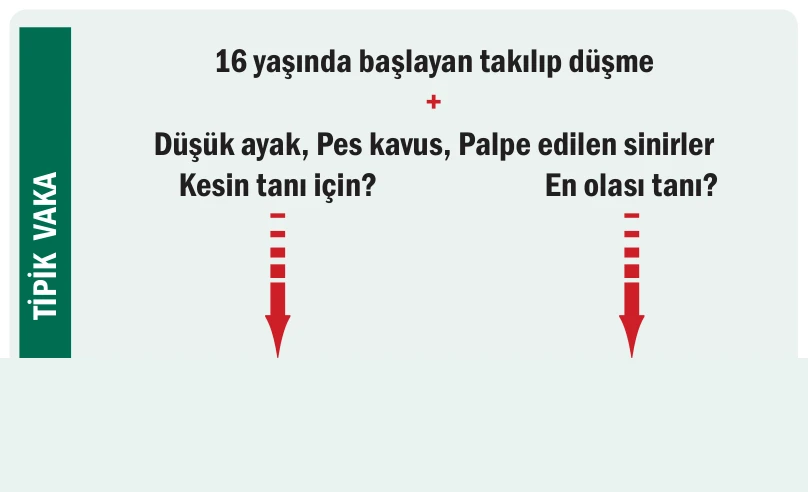 TİPİK VAKA
16 yaşında başlayan takılıp düşme
+
Düşük ayak, Pes kavus, Palpe edilen sinirler
Kesin tanı için? En olası tanı?